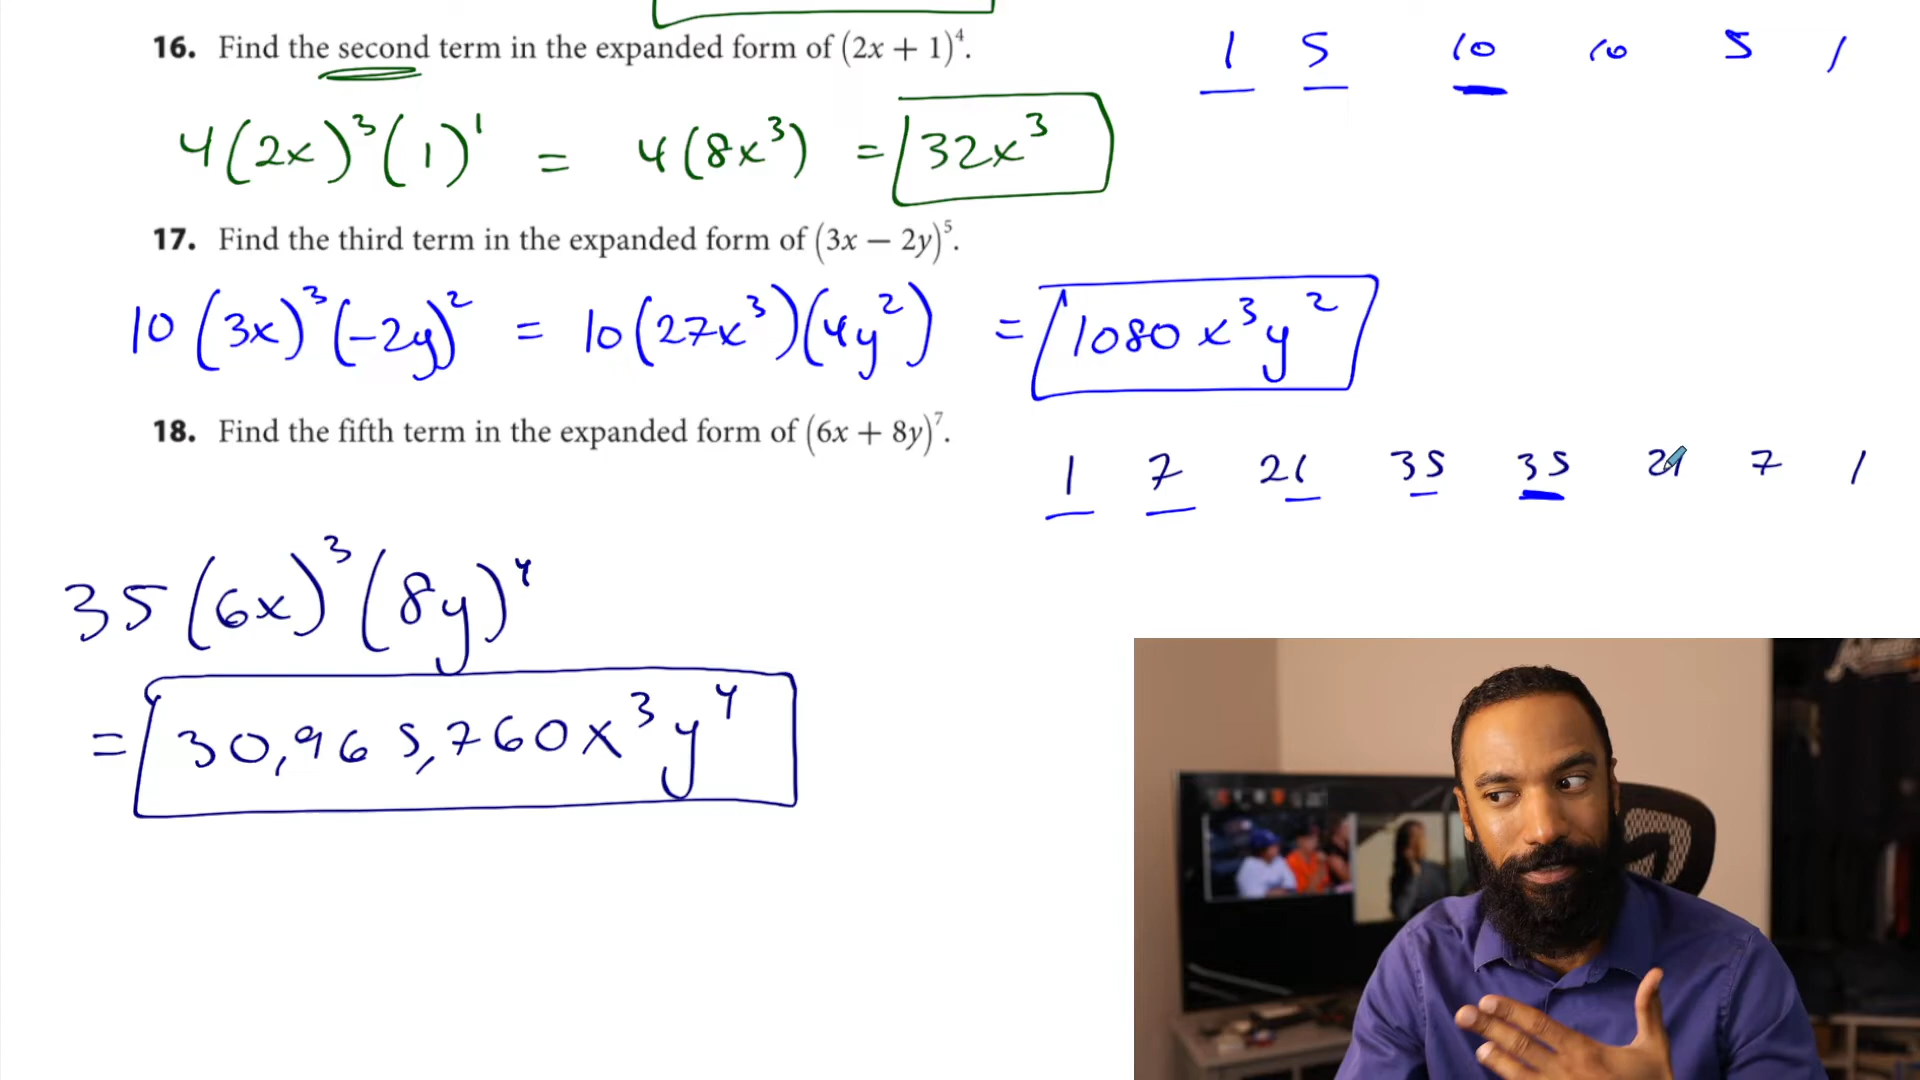 16. Find the second term in the expanded form of (2x + 1)⁴.
1 5 10 10 5 1
4(2x)³(1)¹ = 4(8x³) = 32x³
17. Find the third term in the expanded form of (3x − 2y)⁵.
10(3x)³(-2y)² = 10(27x³)(4y²) = 1080x³y²
18. Find the fifth term in the expanded form of (6x + 8y)⁷.
1 7 21 35 35 21 7 1
35(6x)³(8y)⁴
= 30,965,760x³y⁴